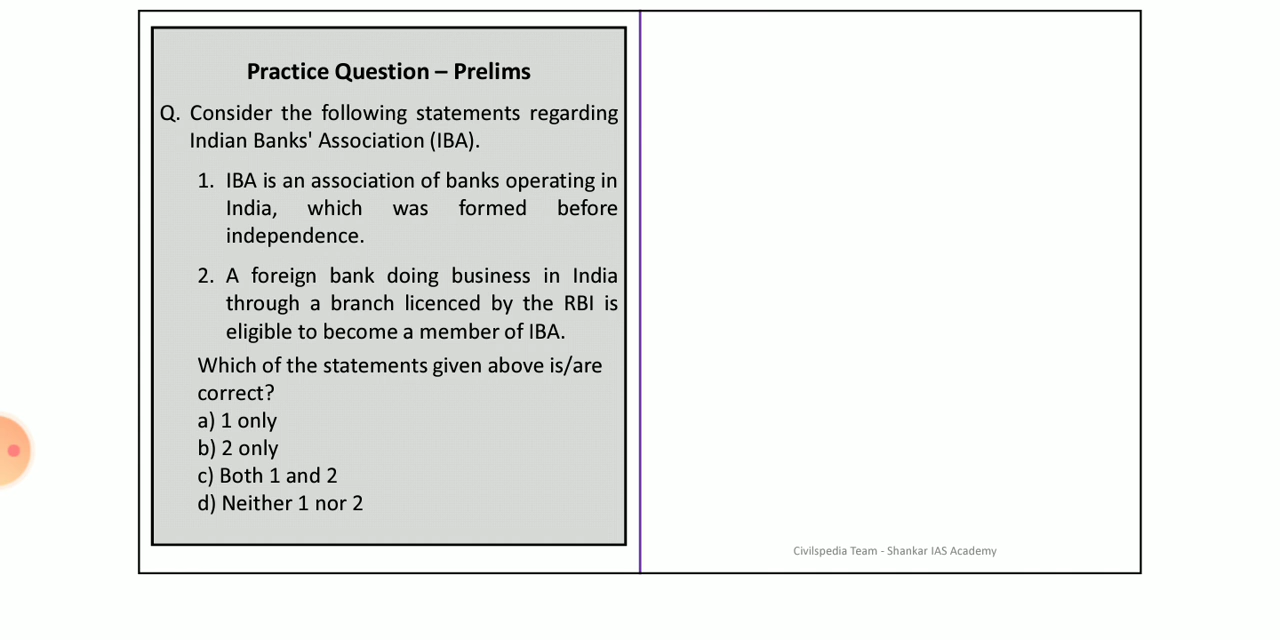 Practice Question – Prelims
Q. Consider the following statements regarding
Indian Banks' Association (IBA).
1. IBA is an association of banks operating in
India, which was formed before
independence.
2. A foreign bank doing business in India
through a branch licenced by the RBI is
eligible to become a member of IBA.
Which of the statements given above is/are
correct?
a) 1 only
b) 2 only
c) Both 1 and 2
d) Neither 1 nor 2
Civilspedia Team - Shankar IAS Academy